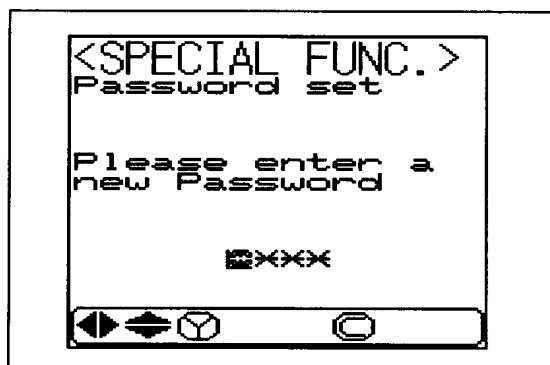 <SPECIAL FUNC.>
Password set
Please enter a
new Password
***
Y C